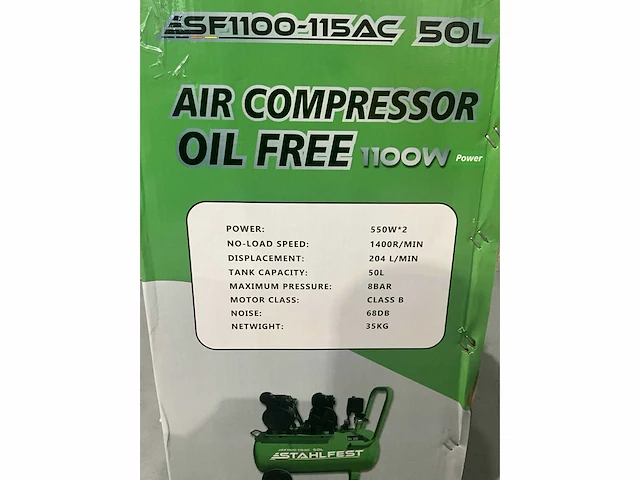 SF1100-115AC 50L
AIR COMPRESSOR
OIL FREE 1100W Power
POWER: 550W*2
NO-LOAD SPEED: 1400R/MIN
DISPLACEMENT: 204 L/MIN
TANK CAPACITY: 50L
MAXIMUM PRESSURE: 8BAR
MOTOR CLASS: CLASS B
NOISE: 68DB
NETWIGHT: 35KG
50L
STAHLFEST